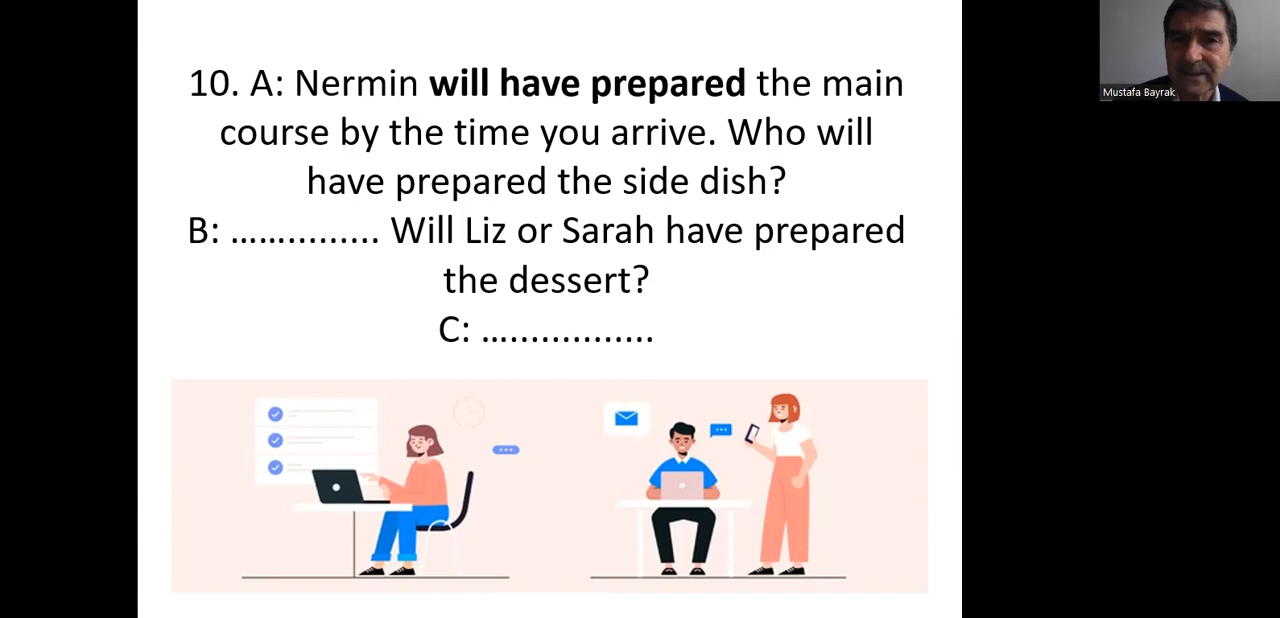 10. A: Nermin will have prepared the main
course by the time you arrive. Who will
have prepared the side dish?
B: ............... Will Liz or Sarah have prepared
the dessert?
C: .................
Mustafa Bayrak